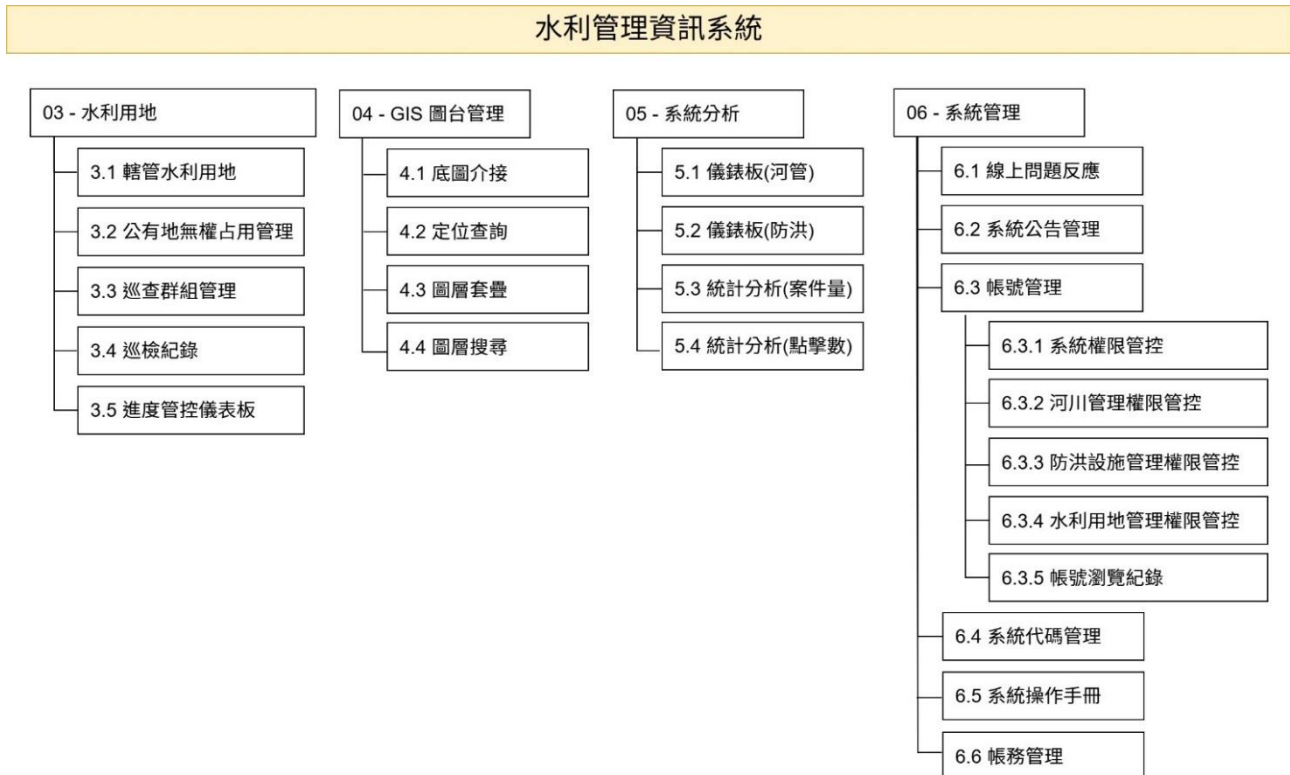 水利管理資訊系統
03 - 水利用地
3.1 轄管水利用地
3.2 公有地無權占用管理
3.3 巡查群組管理
3.4 巡檢紀錄
3.5 進度管控儀表板
04 - GIS 圖台管理
4.1 底圖介接
4.2 定位查詢
4.3 圖層套疊
4.4 圖層搜尋
05 - 系統分析
5.1 儀錶板(河管)
5.2 儀錶板(防洪)
5.3 統計分析(案件量)
5.4 統計分析(點擊數)
06 - 系統管理
6.1 線上問題反應
6.2 系統公告管理
6.3 帳號管理
6.3.1 系統權限管控
6.3.2 河川管理權限管控
6.3.3 防洪設施管理權限管控
6.3.4 水利用地管理權限管控
6.3.5 帳號瀏覽紀錄
6.4 系統代碼管理
6.5 系統操作手冊
6.6 帳務管理